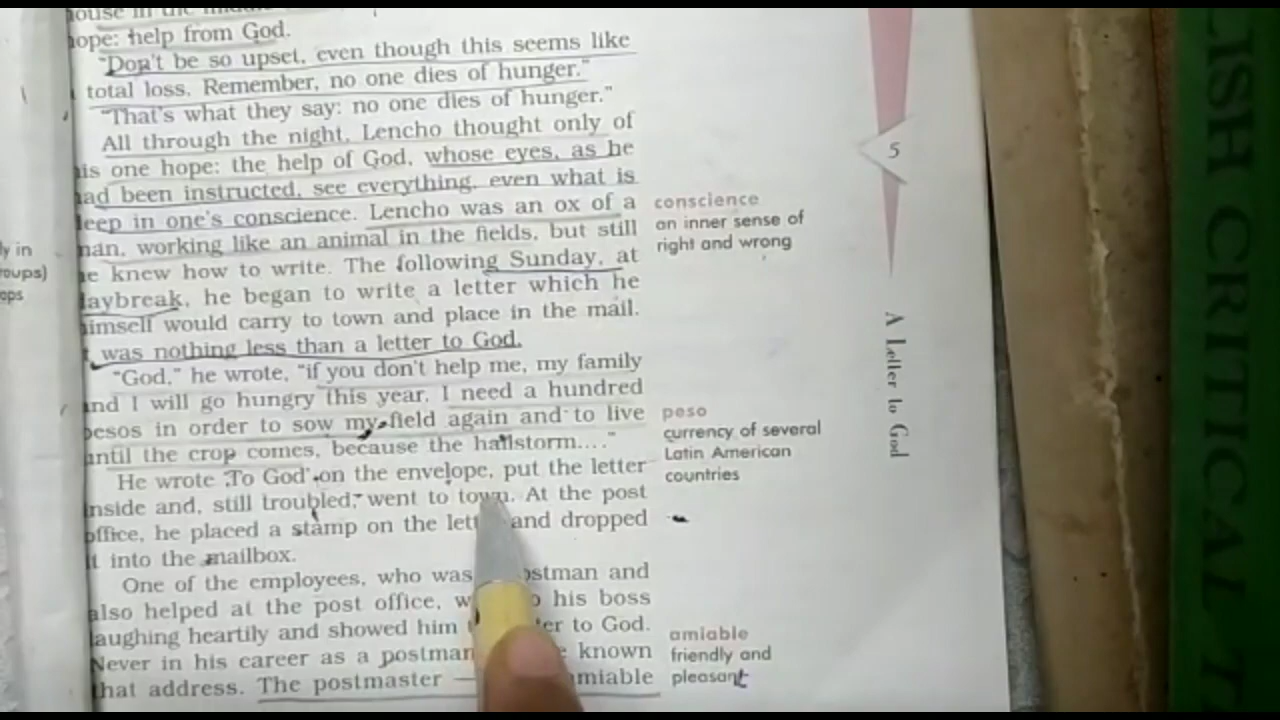 house in the middle
hope: help from God.
"Don't be so upset, even though this seems like
total loss. Remember, no one dies of hunger."
"That's what they say: no one dies of hunger."
All through the night, Lencho thought only of
his one hope: the help of God, whose eyes, as he
had been instructed, see everything, even what is
deep in one's conscience. Lencho was an ox of a
man, working like an animal in the fields, but still
he knew how to write. The following Sunday, at
daybreak, he began to write a letter which he
himself would carry to town and place in the mail.
It was nothing less than a letter to God.
"God," he wrote, "if you don't help me, my family
and I will go hungry this year. I need a hundred
pesos in order to sow my field again and to live
until the crop comes, because the hailstorm...."
He wrote 'To God' on the envelope, put the letter
inside and, still troubled, went to town. At the post
office, he placed a stamp on the and dropped
it into the mailbox.
One of the employees, who was postman and
also helped at the post office, his boss
laughing heartily and showed him to God.
Never in his career as a postman known
that address. The postmaster — amiable
ly in
roups)
aps
conscience
an inner sense of
right and wrong
peso
currency of several
Latin American
countries
amiable
friendly and
pleasant
5
A Letter to God
LISH CRITICAL